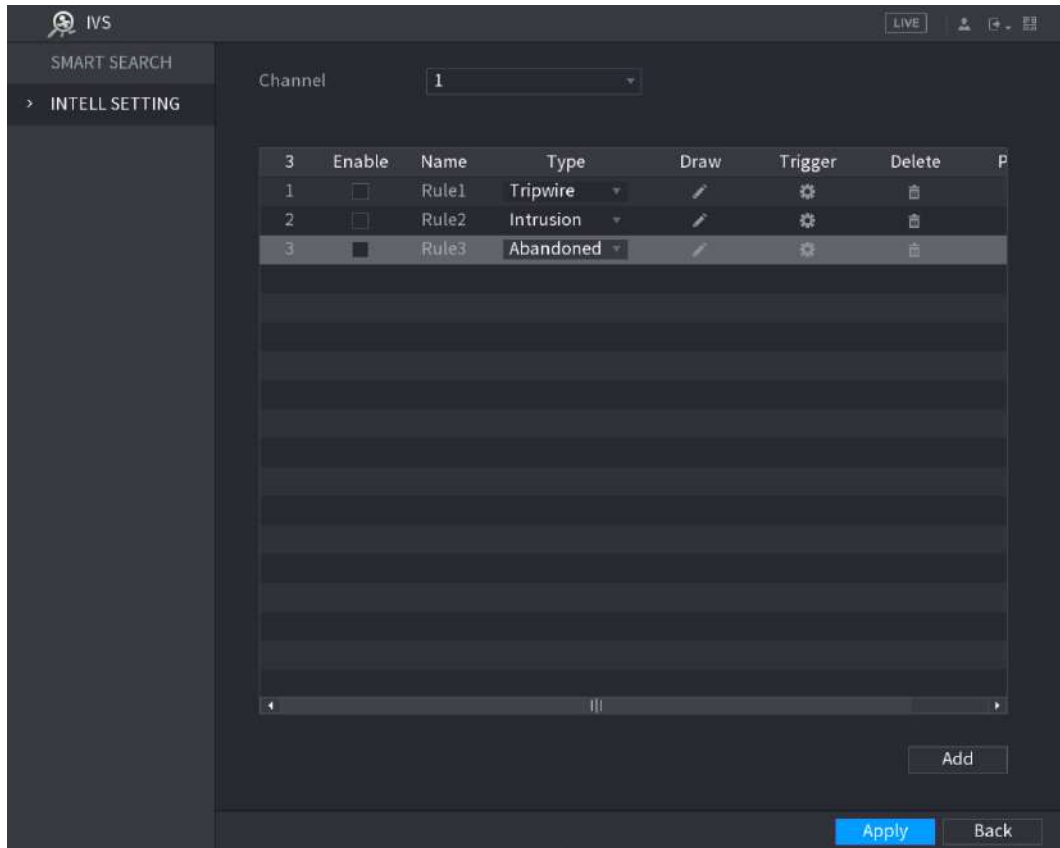 IVS LIVE
SMART SEARCH
INTELL SETTING
Channel 1
3 Enable Name Type Draw Trigger Delete P
1 Rule1 Tripwire
2 Rule2 Intrusion
3 Rule3 Abandoned
Add
Apply Back